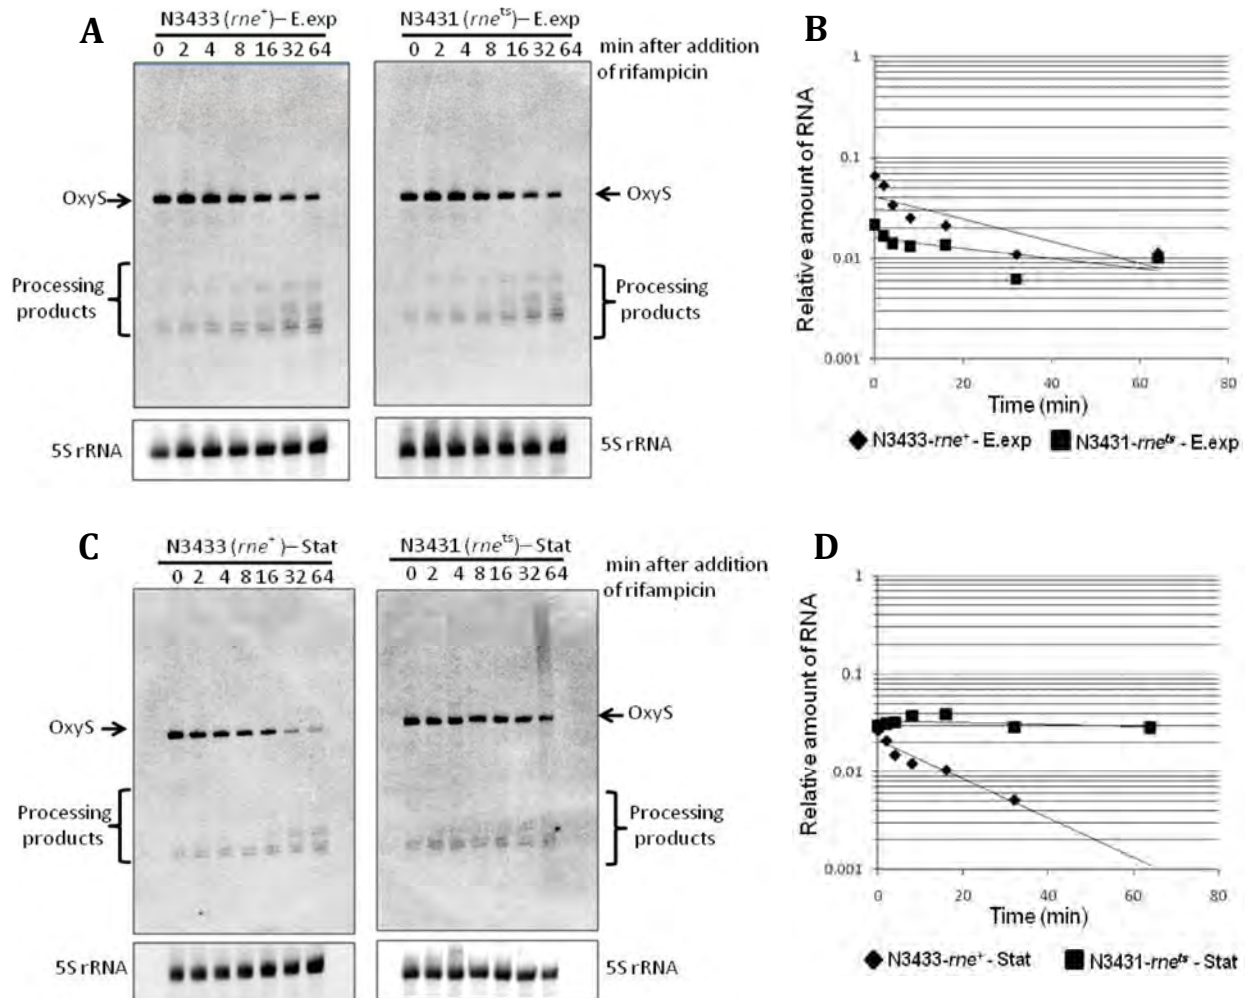 A
N3433 (rne+)– E.exp
0 2 4 8 16 32 64
N3431 (rnets)– E.exp
0 2 4 8 16 32 64
min after addition
of rifampicin
OxyS
OxyS
Processing
products
Processing
products
5S rRNA
5S rRNA
B
Relative amount of RNA
1
0.1
0.01
0.001
0 20 40 60 80
Time (min)
N3433-rne+- E.exp
N3431-rnets - E.exp
C
N3433 (rne+)– Stat
0 2 4 8 16 32 64
N3431 (rnets)– Stat
0 2 4 8 16 32 64
min after addition
of rifampicin
OxyS
OxyS
Processing
products
Processing
products
5S rRNA
5S rRNA
D
Relative amount of RNA
1
0.1
0.01
0.001
0 20 40 60 80
Time (min)
N3433-rne+ - Stat
N3431-rnets - Stat